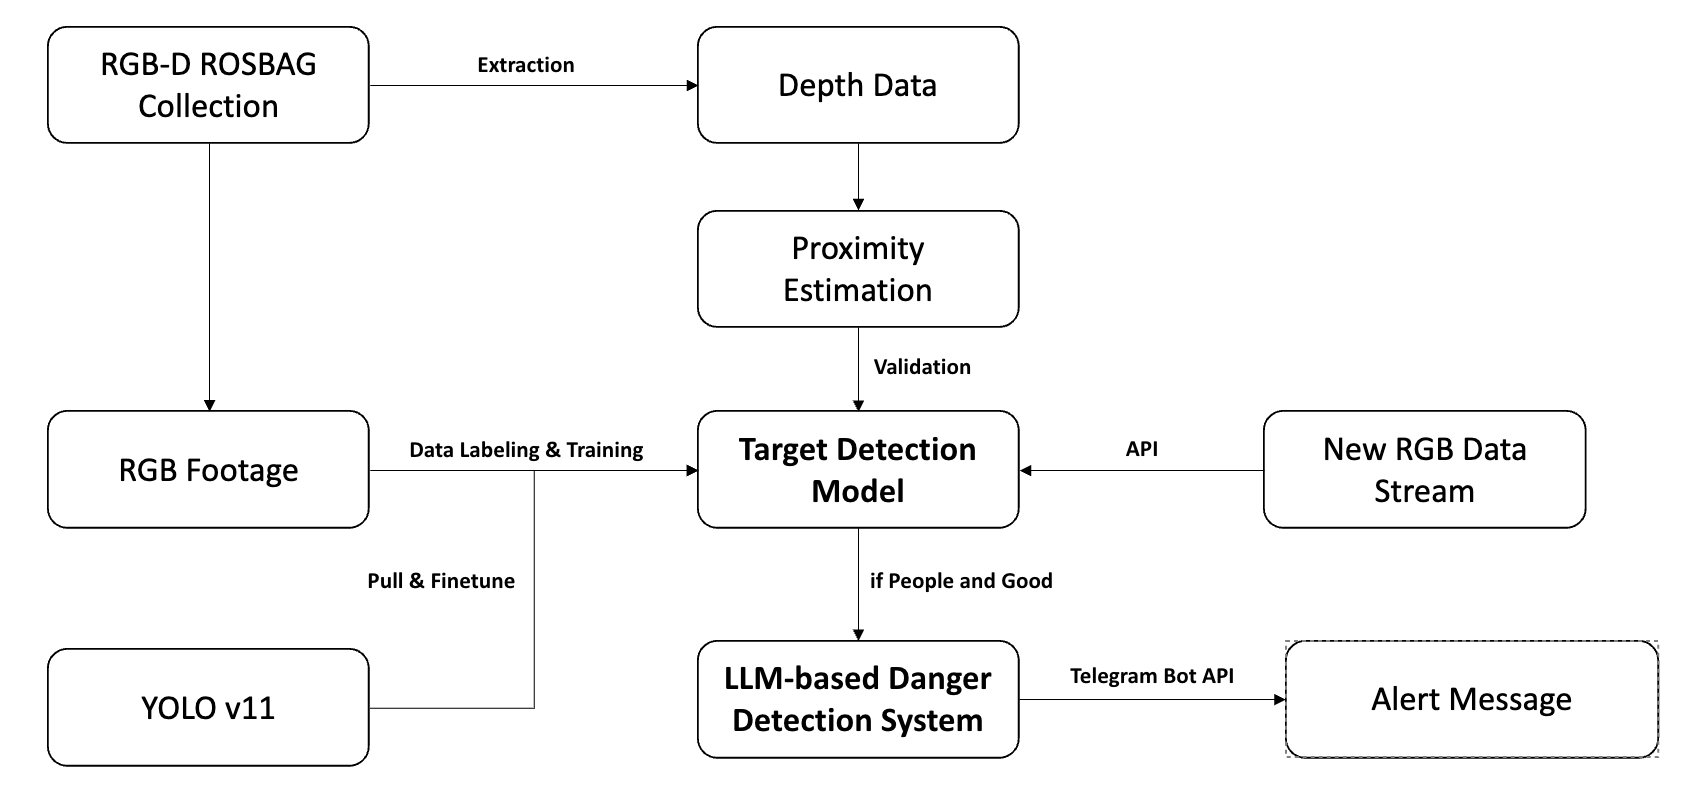 RGB-D ROSBAG
Collection
Extraction
Depth Data
Proximity
Estimation
Validation
RGB Footage
Data Labeling & Training
Target Detection
Model
API
New RGB Data
Stream
Pull & Finetune
if People and Good
YOLO v11
LLM-based Danger
Detection System
Telegram Bot API
Alert Message